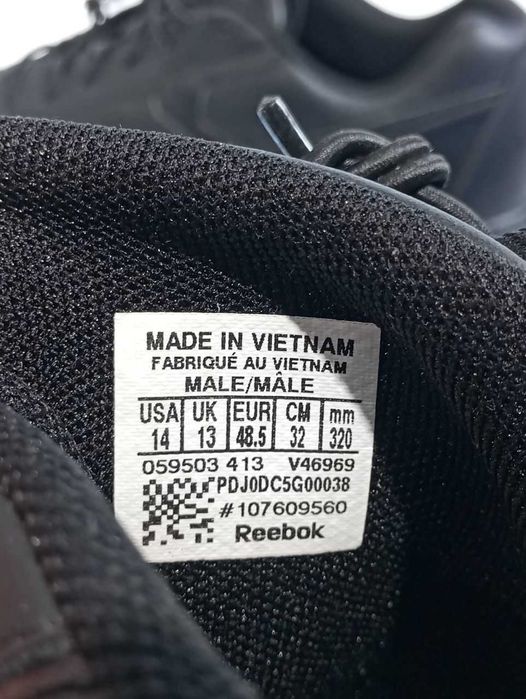 MADE IN VIETNAM
FABRIQUÉ AU VIETNAM
MALE/MÂLE
USA UK EUR CM mm
14 13 48.5 32 320
059503 413 V46969
PDJ0DC5G00038
#107609560
Reebok